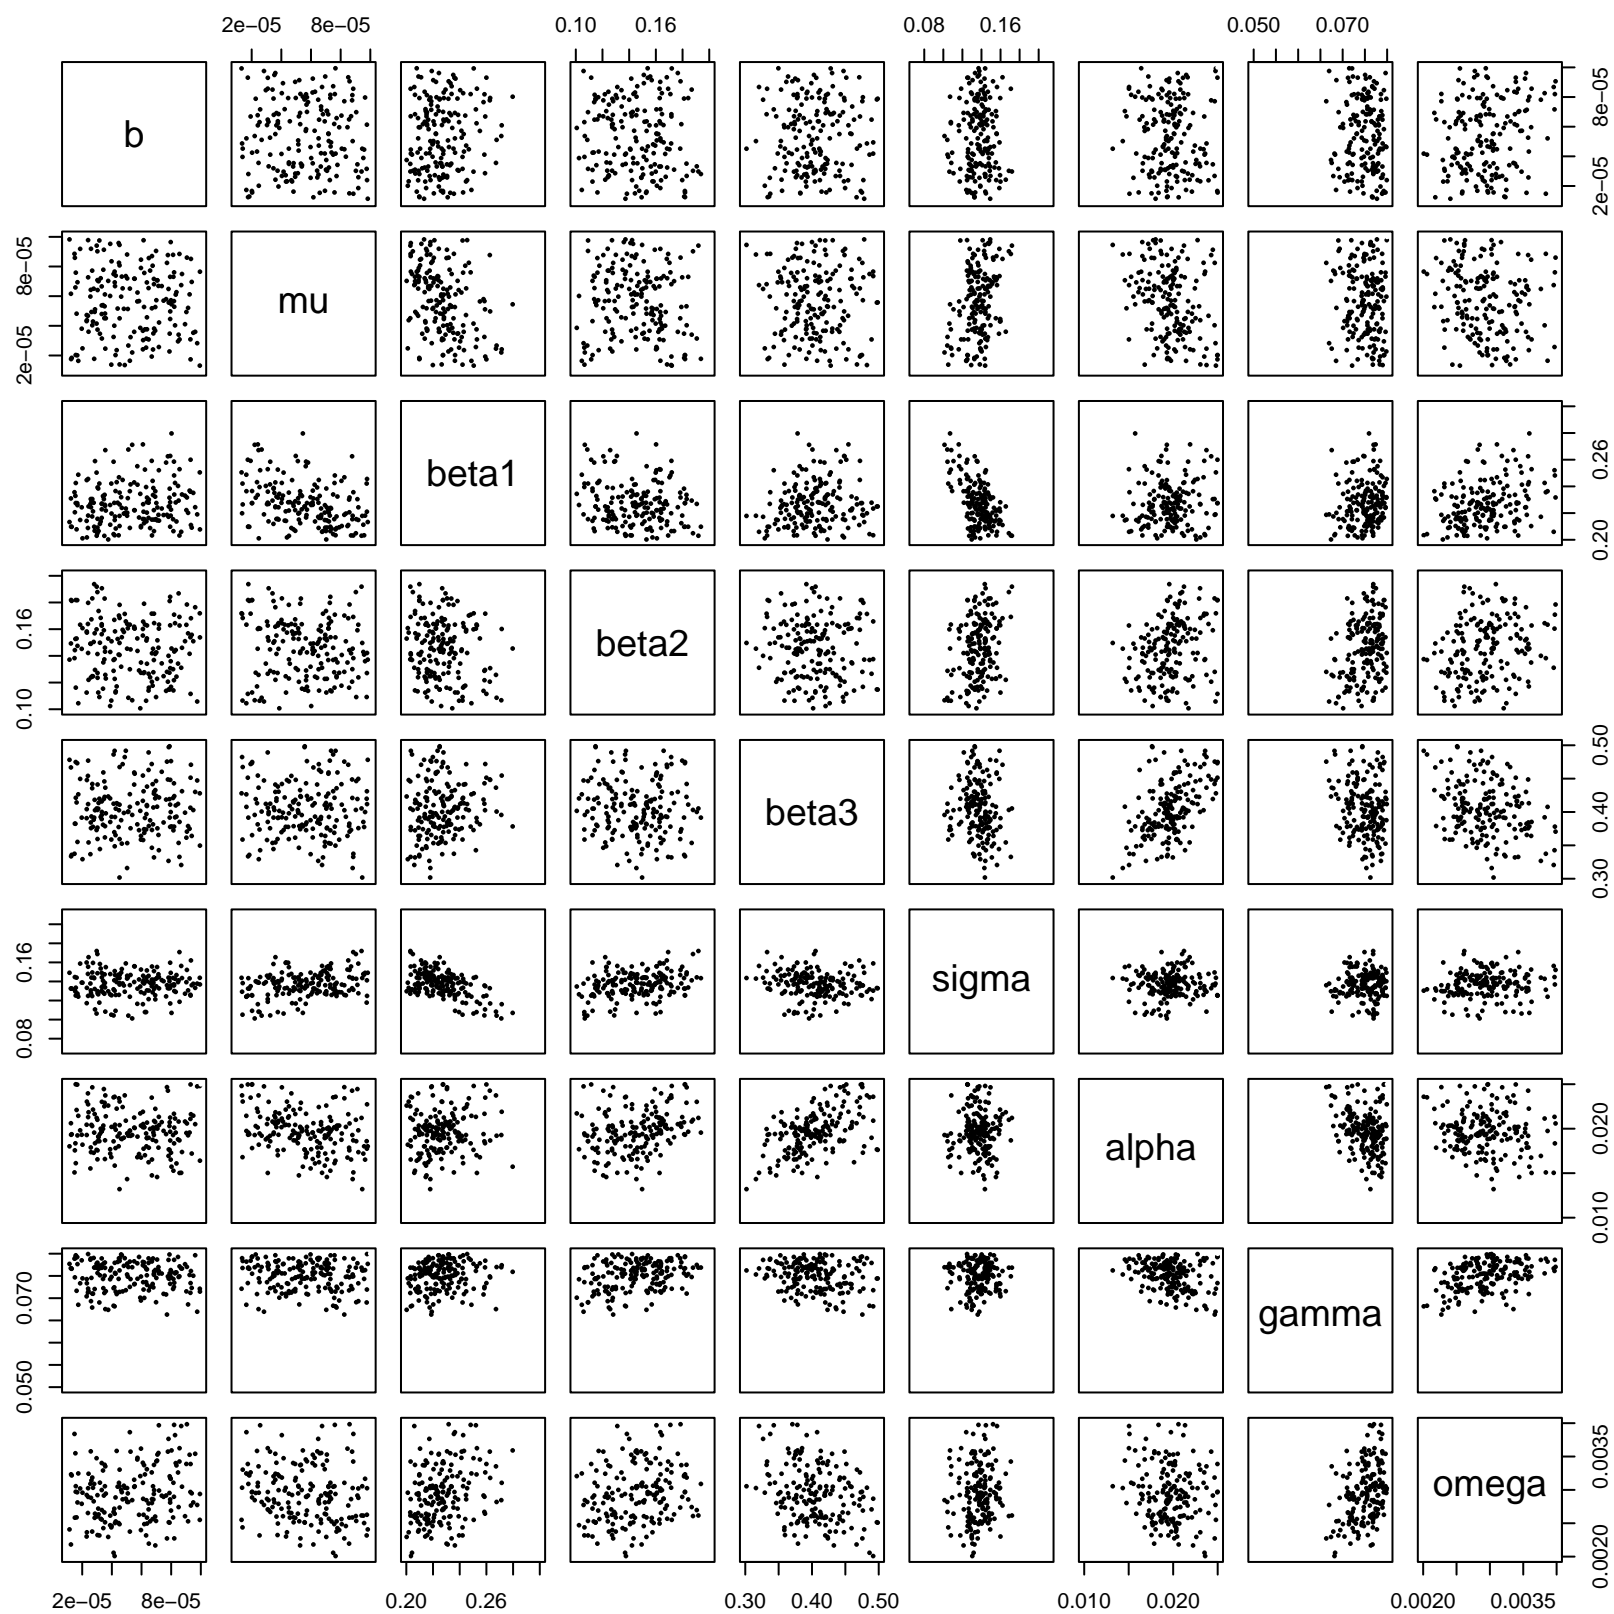 2e−05 8e−05 0.10 0.16 0.08 0.16 0.050 0.070
b
2e−05 8e−05
2e−05 8e−05
mu
beta1
0.20 0.26
0.10 0.16
beta2
beta3
0.30 0.40 0.50
0.08 0.16
sigma
alpha
0.010 0.020
0.050 0.070
gamma
omega
0.0020 0.0035
2e−05 8e−05 0.20 0.26 0.30 0.40 0.50 0.010 0.020 0.0020 0.0035